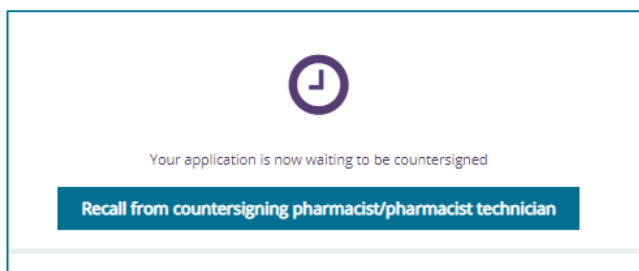 Your application is now waiting to be countersigned
Recall from countersigning pharmacist/pharmacist technician